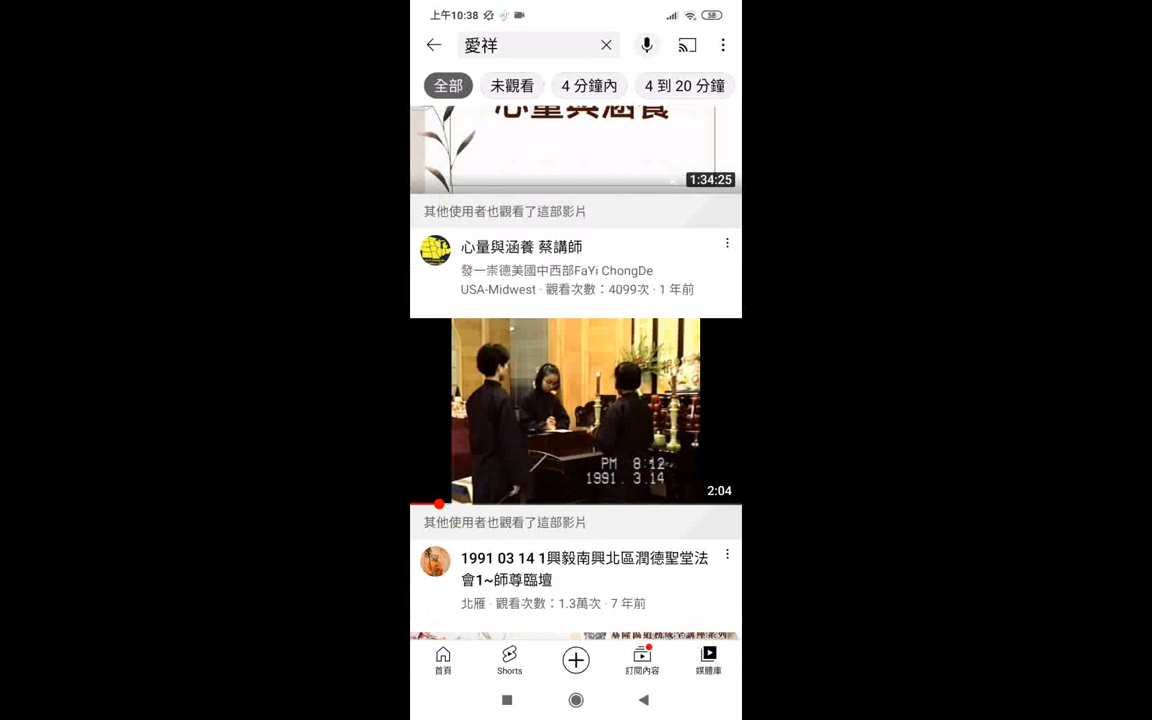 上午10:38
58
愛祥
全部 未觀看 4 分鐘內 4 到 20 分鐘
心量與涵養
1:34:25
其他使用者也觀看了這部影片
心量與涵養 蔡講師
發一崇德美國中西部FaYi ChongDe
USA-Midwest · 觀看次數：4099次 · 1 年前
PM 8:12
1991. 3.14
2:04
其他使用者也觀看了這部影片
1991 03 14 1興毅南興北區潤德聖堂法
會1~師尊臨壇
北雁 · 觀看次數：1.3萬次 · 7 年前
首頁 Shorts 訂閱內容 媒體庫